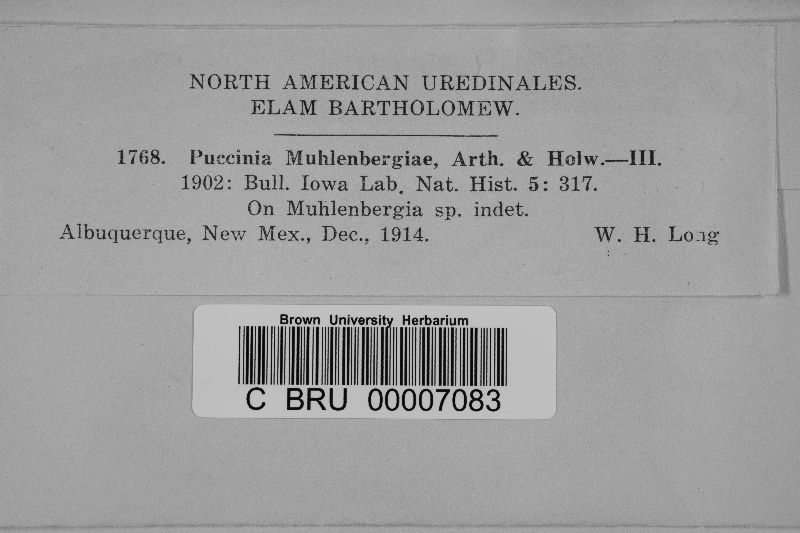 NORTH AMERICAN UREDINALES.
ELAM BARTHOLOMEW.
1768. Puccinia Muhlenbergiae, Arth. & Holw.—III.
1902: Bull. Iowa Lab. Nat. Hist. 5: 317.
On Muhlenbergia sp. indet.
Albuquerque, New Mex., Dec., 1914. W. H. Long
Brown University Herbarium
C BRU 00007083